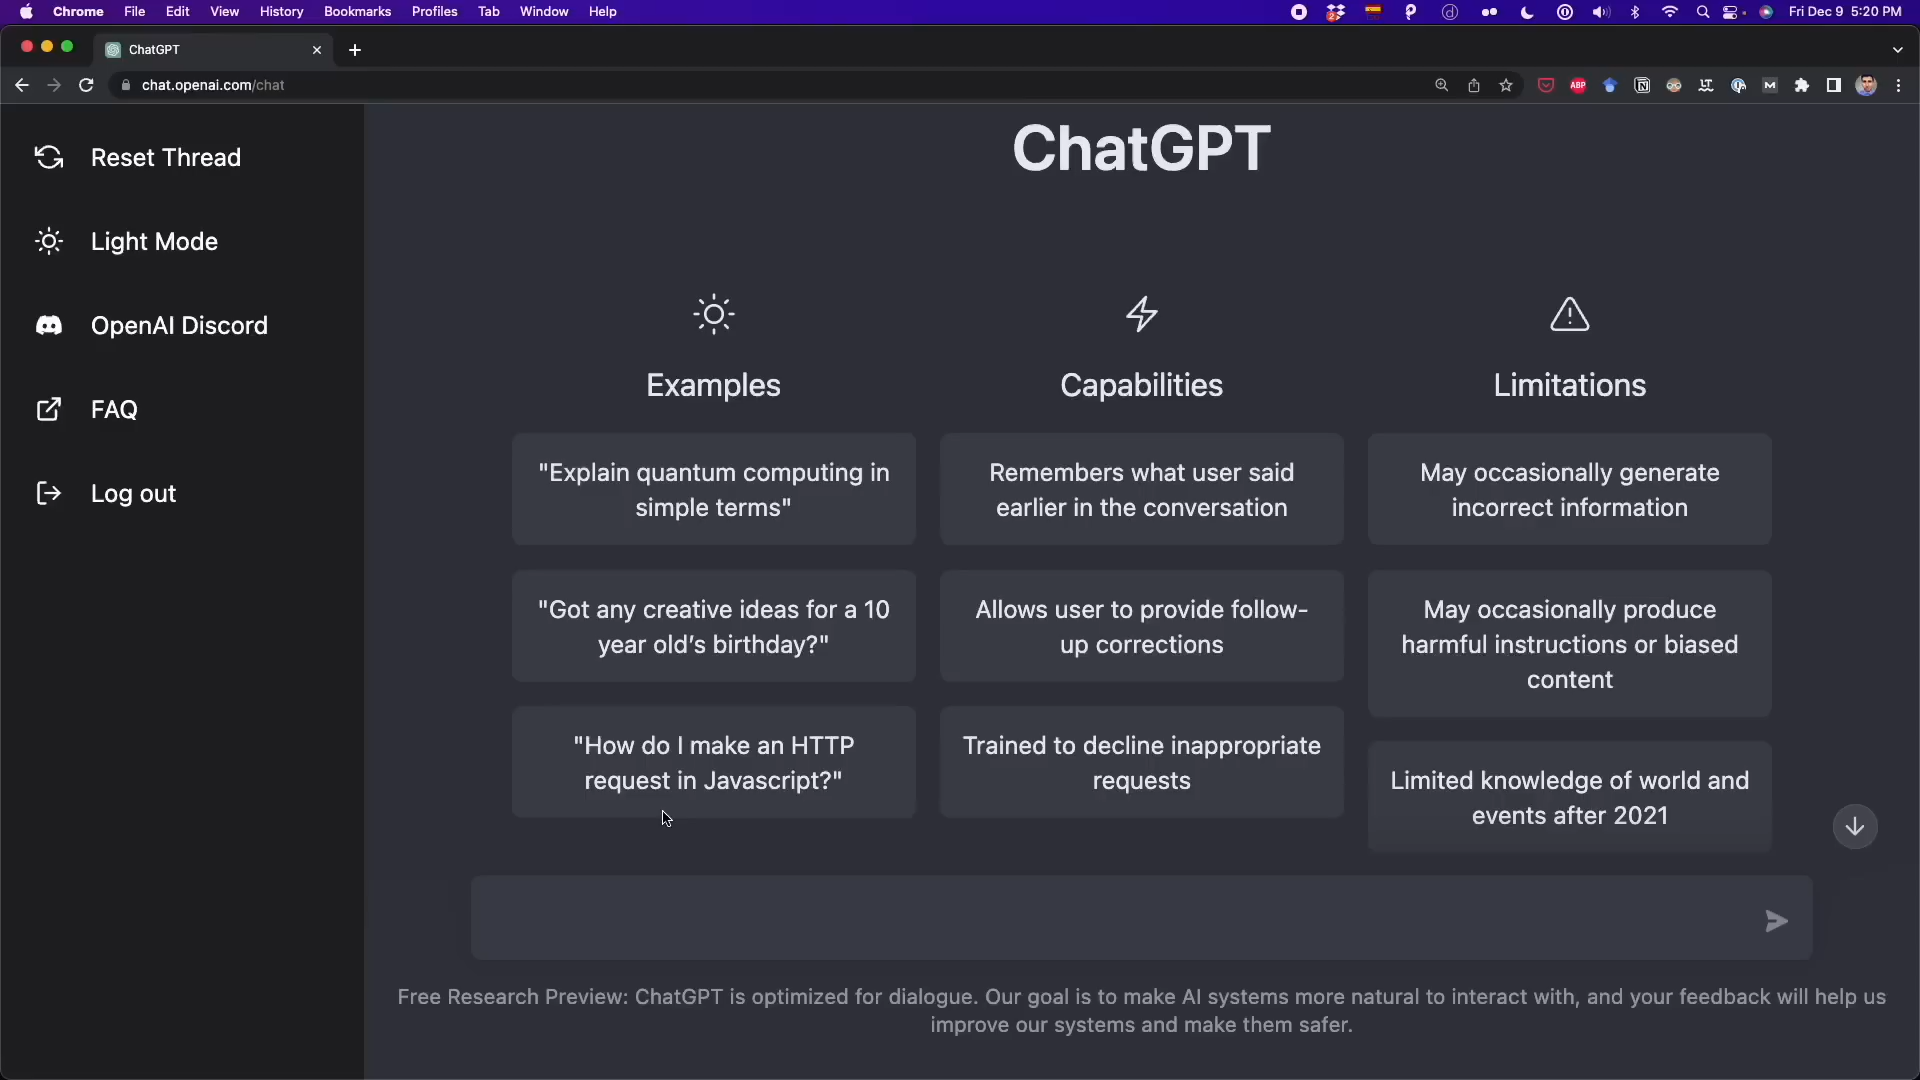 Chrome File Edit View History Bookmarks Profiles Tab Window Help Fri Dec 9 5:20 PM
ChatGPT
chat.openai.com/chat
ABP
Reset Thread
Light Mode
OpenAI Discord
FAQ
Log out
ChatGPT
Examples
"Explain quantum computing in
simple terms"
"Got any creative ideas for a 10
year old's birthday?"
"How do I make an HTTP
request in Javascript?"
Capabilities
Remembers what user said
earlier in the conversation
Allows user to provide follow-
up corrections
Trained to decline inappropriate
requests
Limitations
May occasionally generate
incorrect information
May occasionally produce
harmful instructions or biased
content
Limited knowledge of world and
events after 2021
Free Research Preview: ChatGPT is optimized for dialogue. Our goal is to make AI systems more natural to interact with, and your feedback will help us
improve our systems and make them safer.